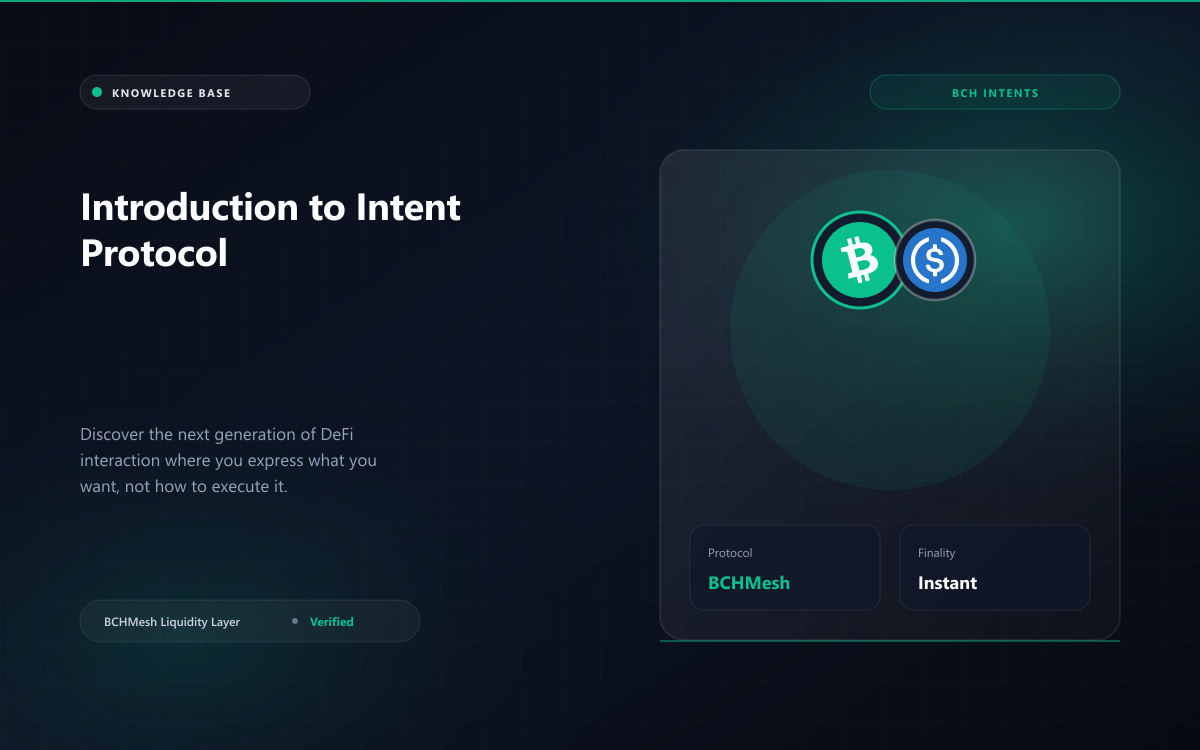 KNOWLEDGE BASE
BCH INTENTS
Introduction to Intent
Protocol
Discover the next generation of DeFi
interaction where you express what you
want, not how to execute it.
Protocol
BCHMesh
Finality
Instant
BCHMesh Liquidity Layer
Verified